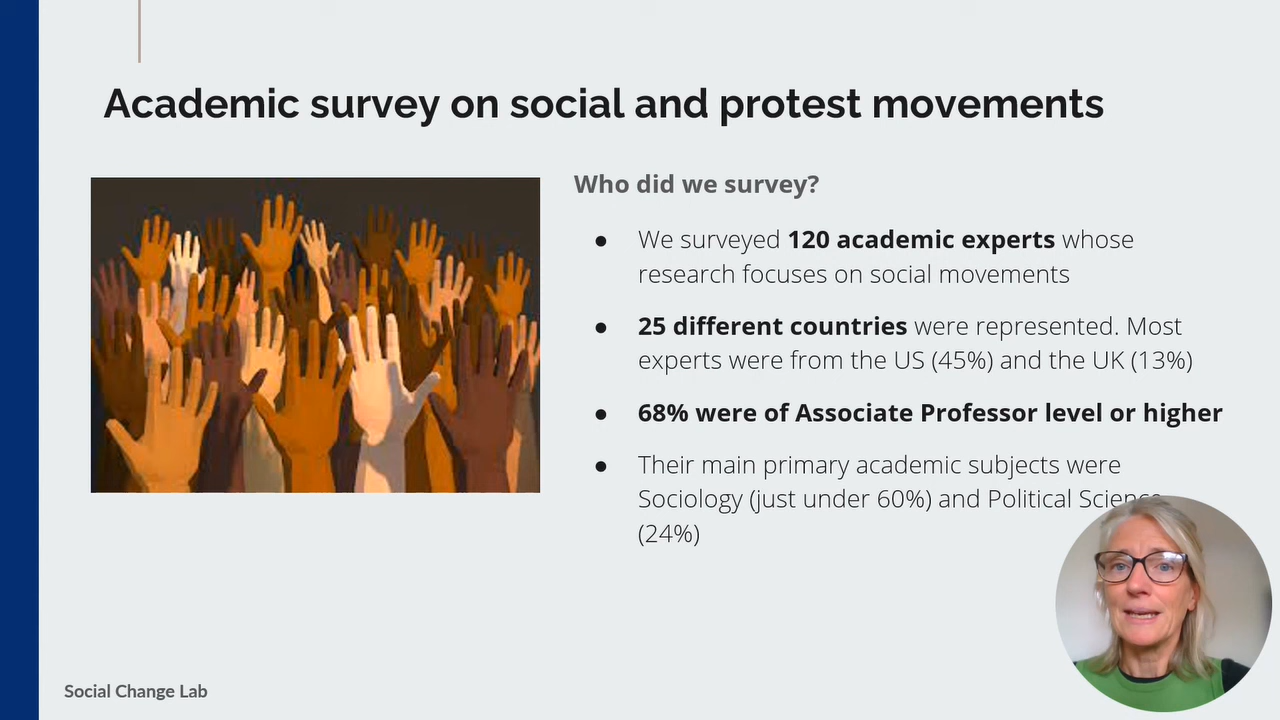 Academic survey on social and protest movements
Who did we survey?
● We surveyed 120 academic experts whose
research focuses on social movements
● 25 different countries were represented. Most
experts were from the US (45%) and the UK (13%)
● 68% were of Associate Professor level or higher
● Their main primary academic subjects were
Sociology (just under 60%) and Political Science
(24%)
Social Change Lab